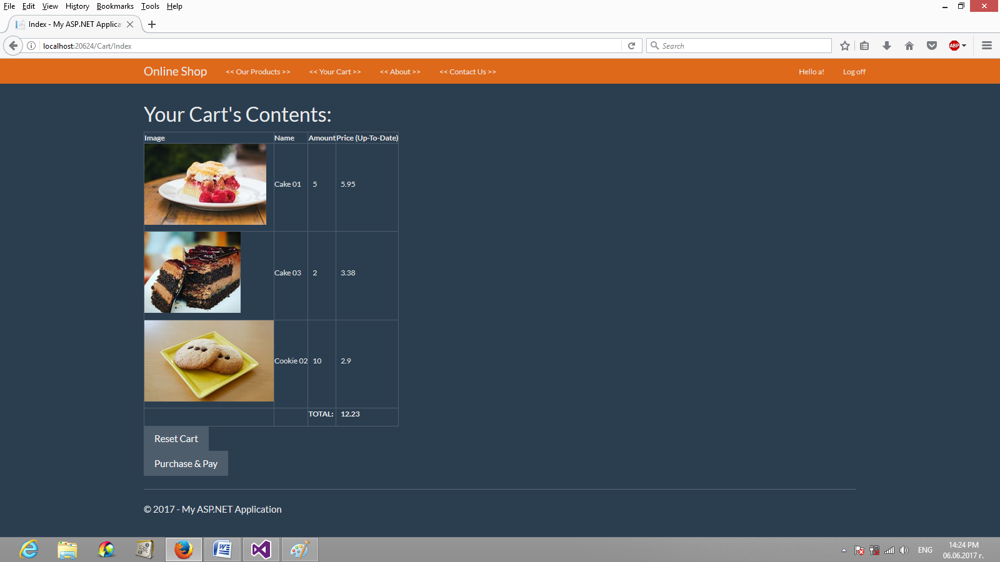 File Edit View History Bookmarks Tools Help
Index - My ASP.NET Applica
localhost:20624/Cart/Index
Search
ABP
Online Shop << Our Products >> << Your Cart >> << About >> << Contact Us >> Hello a! Log off
Your Cart's Contents:
Image Name Amount Price (Up-To-Date)
Cake 01 5 5.95
Cake 03 2 3.38
Cookie 02 10 2.9
TOTAL: 12.23
Reset Cart
Purchase & Pay
© 2017 - My ASP.NET Application
ENG
14:24 PM
06.06.2017 г.